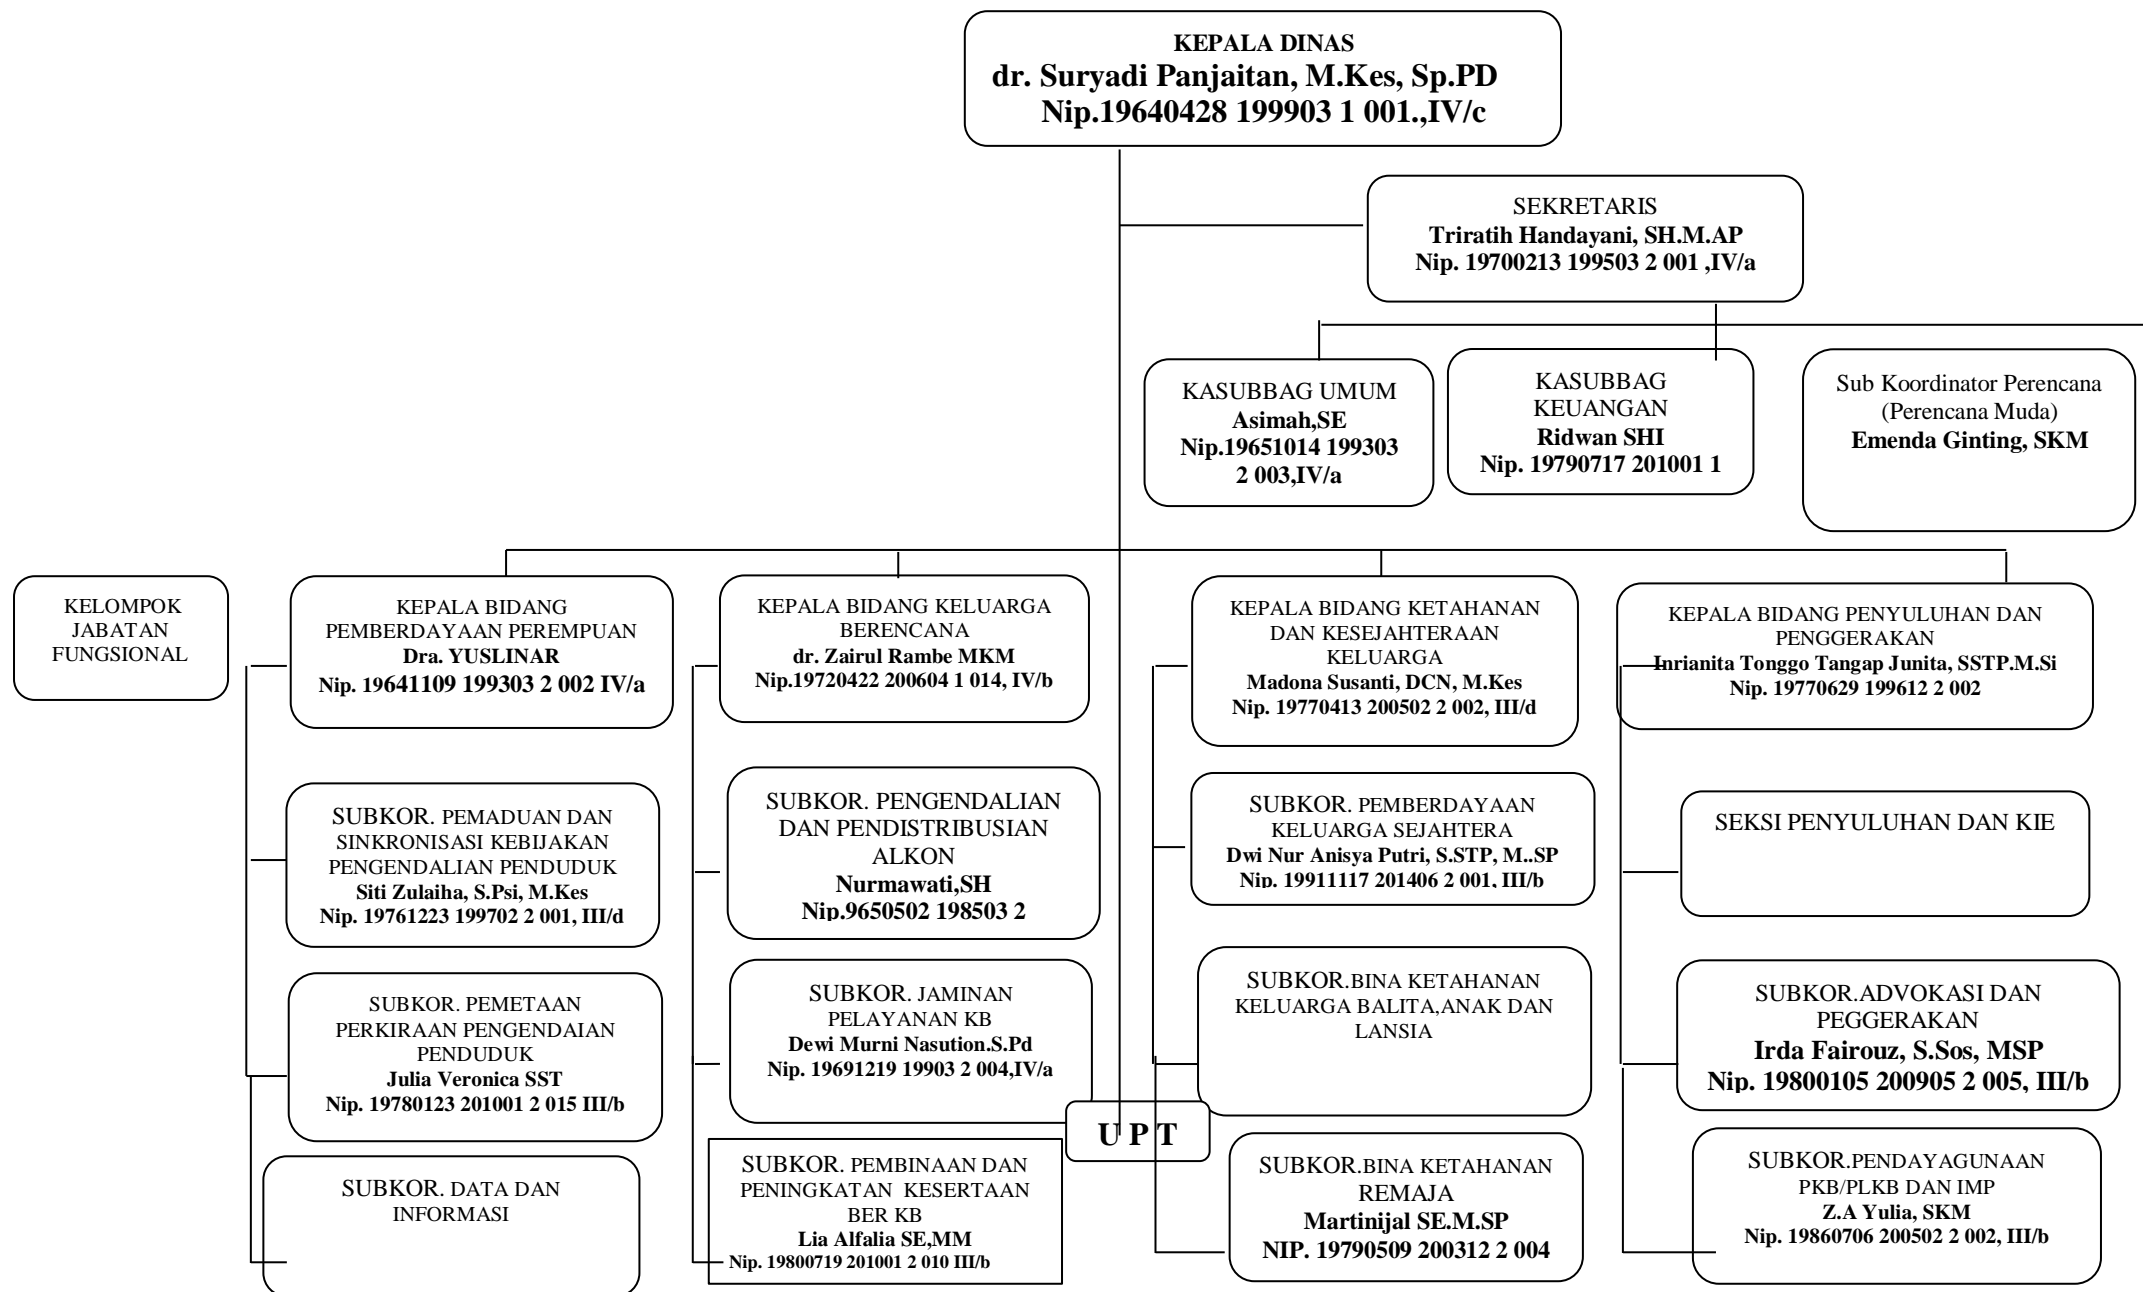 KEPALA DINAS
dr. Suryadi Panjaitan, M.Kes, Sp.PD
Nip.19640428 199903 1 001.,IV/c
SEKRETARIS
Triratih Handayani, SH.M.AP
Nip. 19700213 199503 2 001 ,IV/a
KASUBBAG UMUM
Asimah,SE
Nip.19651014 199303
2 003,IV/a
KASUBBAG
KEUANGAN
Ridwan SHI
Nip. 19790717 201001 1
Sub Koordinator Perencana
(Perencana Muda)
Emenda Ginting, SKM
KELOMPOK
JABATAN
FUNGSIONAL
KEPALA BIDANG
PEMBERDAYAAN PEREMPUAN
Dra. YUSLINAR
Nip. 19641109 199303 2 002 IV/a
KEPALA BIDANG KELUARGA
BERENCANA
dr. Zairul Rambe MKM
Nip.19720422 200604 1 014, IV/b
KEPALA BIDANG KETAHANAN
DAN KESEJAHTERAAN
KELUARGA
Madona Susanti, DCN, M.Kes
Nip. 19770413 200502 2 002, III/d
KEPALA BIDANG PENYULUHAN DAN
PENGGERAKAN
Inrianita Tonggo Tangap Junita, SSTP.M.Si
Nip. 19770629 199612 2 002
SUBKOR. PEMADUAN DAN
SINKRONISASI KEBIJAKAN
PENGENDALIAN PENDUDUK
Siti Zulaiha, S.Psi, M.Kes
Nip. 19761223 199702 2 001, III/d
SUBKOR. PENGENDALIAN
DAN PENDISTRIBUSIAN
ALKON
Nurmawati,SH
Nip.9650502 198503 2
SUBKOR. PEMBERDAYAAN
KELUARGA SEJAHTERA
Dwi Nur Anisya Putri, S.STP, M..SP
Nip. 19911117 201406 2 001, III/b
SEKSI PENYULUHAN DAN KIE
SUBKOR. PEMETAAN
PERKIRAAN PENGENDAIAN
PENDUDUK
Julia Veronica SST
Nip. 19780123 201001 2 015 III/b
SUBKOR. JAMINAN
PELAYANAN KB
Dewi Murni Nasution.S.Pd
Nip. 19691219 19903 2 004,IV/a
SUBKOR.BINA KETAHANAN
KELUARGA BALITA,ANAK DAN
LANSIA
SUBKOR.ADVOKASI DAN
PEGGERAKAN
Irda Fairouz, S.Sos, MSP
Nip. 19800105 200905 2 005, III/b
U P T
SUBKOR. DATA DAN
INFORMASI
SUBKOR. PEMBINAAN DAN
PENINGKATAN KESERTAAN
BER KB
Lia Alfalia SE,MM
Nip. 19800719 201001 2 010 III/b
SUBKOR.BINA KETAHANAN
REMAJA
Martinijal SE.M.SP
NIP. 19790509 200312 2 004
SUBKOR.PENDAYAGUNAAN
PKB/PLKB DAN IMP
Z.A Yulia, SKM
Nip. 19860706 200502 2 002, III/b